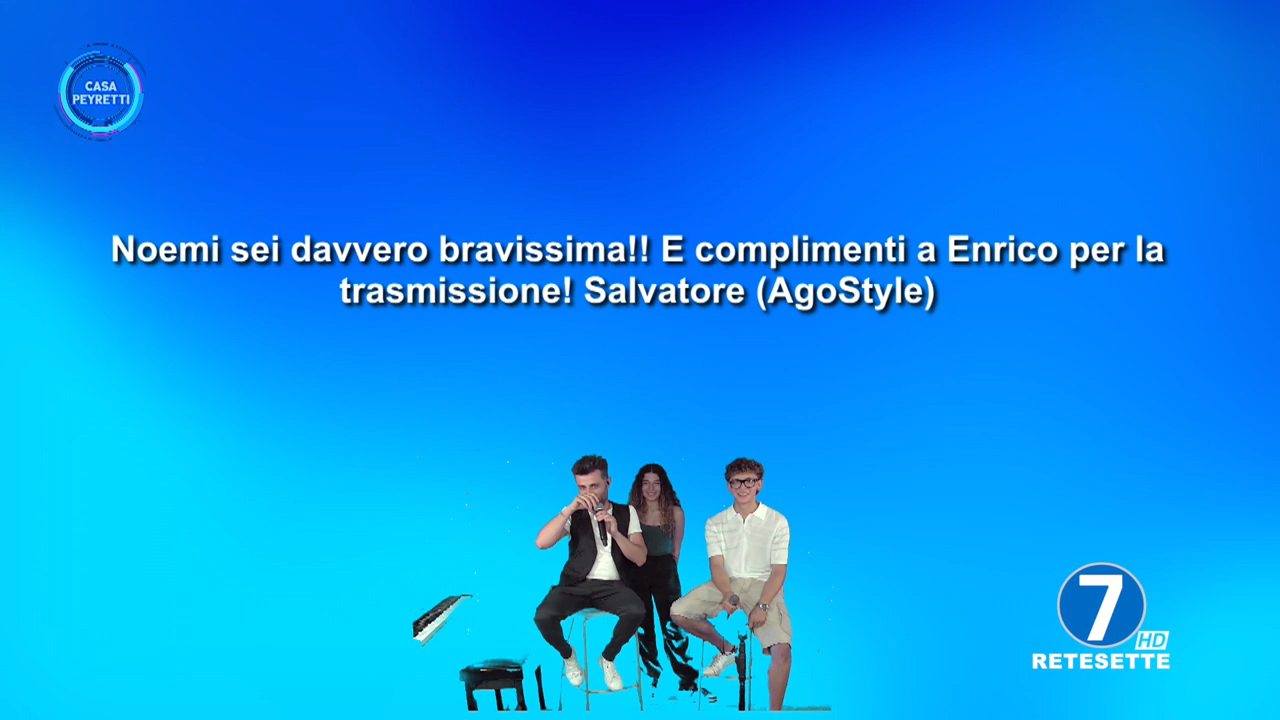 CASA
PEYRETTI
Noemi sei davvero bravissima!! E complimenti a Enrico per la
trasmissione! Salvatore (AgoStyle)
7
HD
RETESETTE